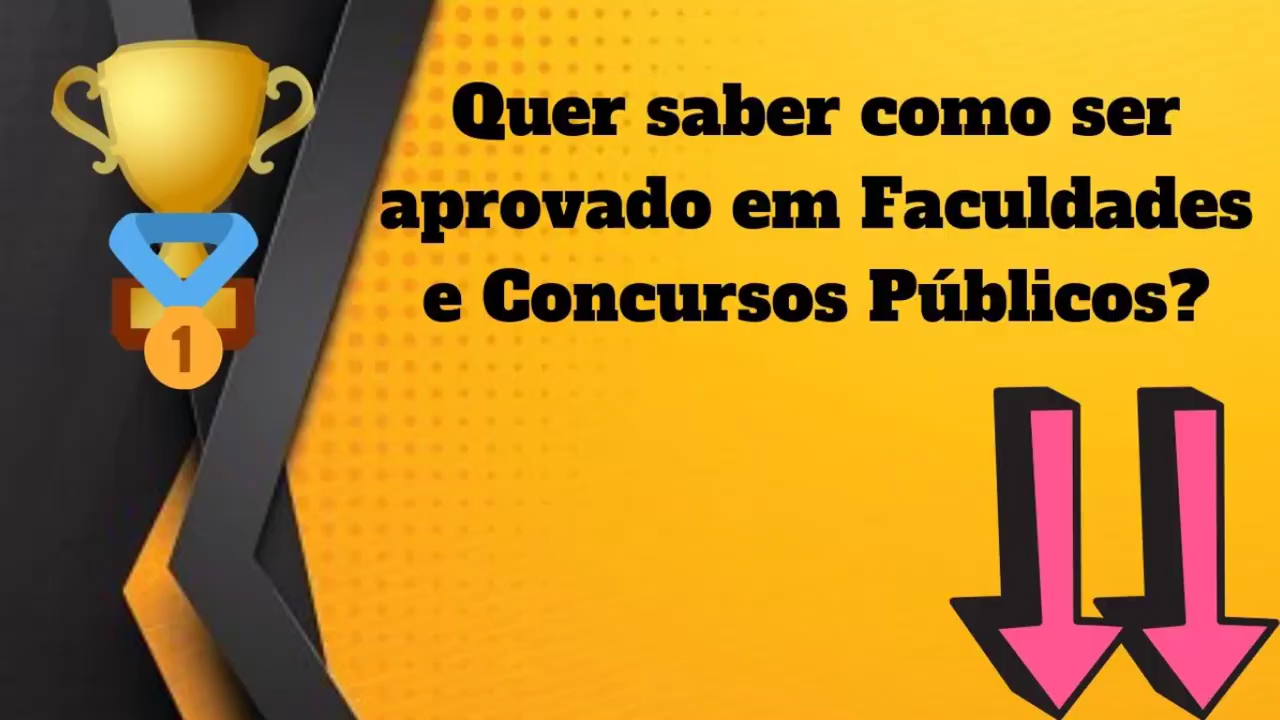 Quer saber como ser
aprovado em Faculdades
e Concursos Públicos?
1